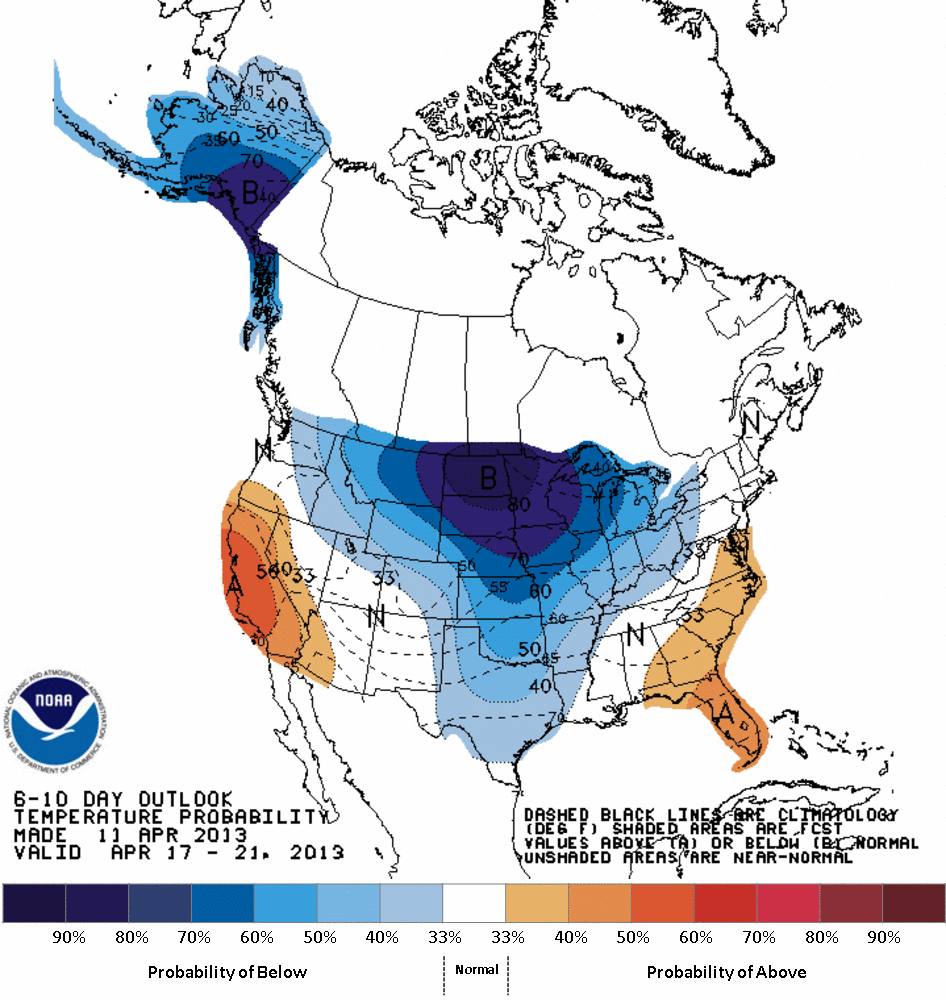 10
15
20
40
25
30
50
15
35
60
70
B
40
N
N
40
B
80
70
50
33
A
50
40
33
33
55
60
N
60
33
N
50
45
40
A
70
NATIONAL OCEANIC AND ATMOSPHERIC ADMINISTRATION
NOAA
U.S. DEPARTMENT OF COMMERCE
6-10 DAY OUTLOOK
TEMPERATURE PROBABILITY
MADE 11 APR 2013
VALID APR 17 - 21, 2013
DASHED BLACK LINES ARE CLIMATOLOGY
(DEG F) SHADED AREAS ARE FCST
VALUES ABOVE (A) OR BELOW (B) NORMAL
UNSHADED AREAS ARE NEAR-NORMAL
90% 80% 70% 60% 50% 40% 33% 33% 40% 50% 60% 70% 80% 90%
Probability of Below Normal Probability of Above